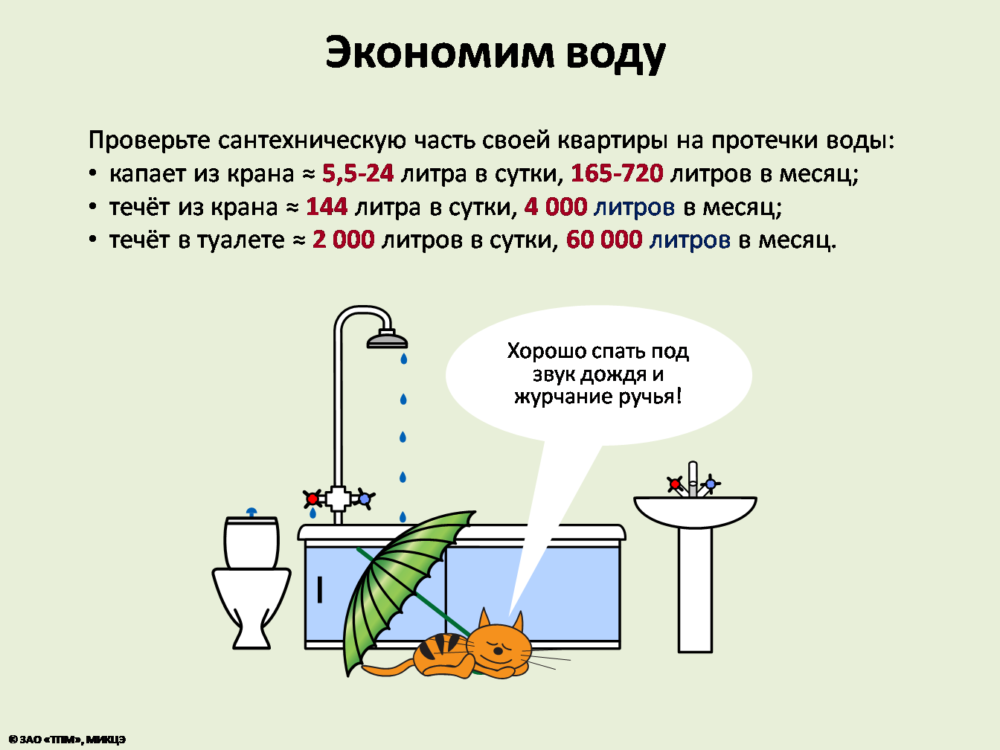 Экономим воду
Проверьте сантехническую часть своей квартиры на протечки воды:
• капает из крана ≈ 5,5-24 литра в сутки, 165-720 литров в месяц;
• течёт из крана ≈ 144 литра в сутки, 4 000 литров в месяц;
• течёт в туалете ≈ 2 000 литров в сутки, 60 000 литров в месяц.
Хорошо спать под
звук дождя и
журчание ручья!
© ЗАО «ТПМ», МИКЦЭ